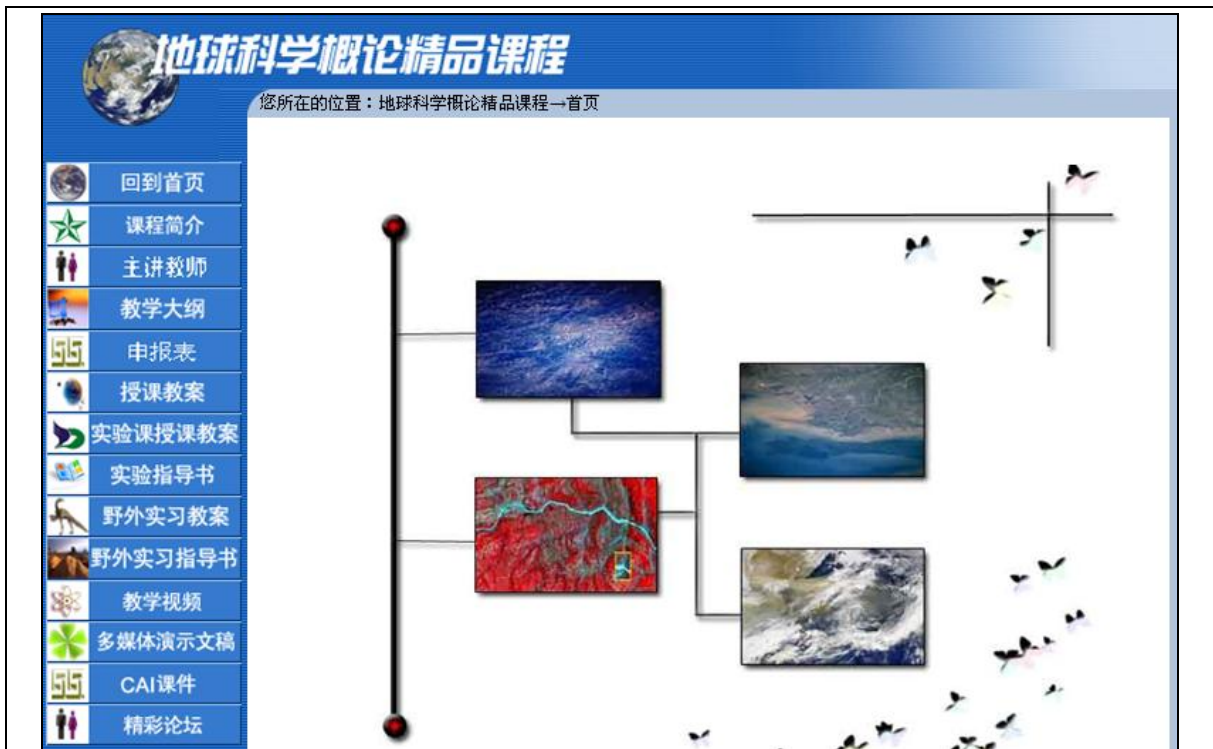 地球科学概论精品课程
您所在的位置：地球科学概论精品课程→首页
回到首页
课程简介
主讲教师
教学大纲
申报表
授课教案
实验课授课教案
实验指导书
野外实习教案
野外实习指导书
教学视频
多媒体演示文稿
CAI课件
精彩论坛